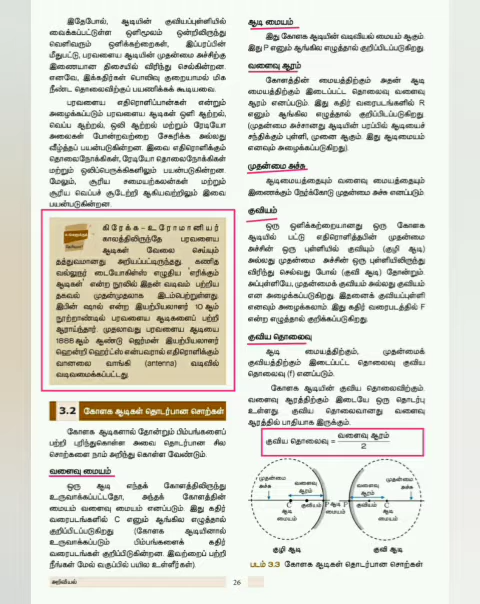 இதேபோல், ஆடியின் குவியப்புள்ளியில்
வைக்கப்பட்டுள்ள ஒளிமூலம் ஒன்றிலிருந்து
வெளிவரும் ஒளிக்கற்றைகள், இப்பரப்பின்
மீதுபட்டு, பரவளைய ஆடியின் முதன்மை அச்சிற்கு
இணையான திசையில் விரிந்து செல்கின்றன.
எனவே, இக்கதிர்கள் பொலிவு குறையாமல் மிக
நீண்ட தொலைவிற்குப் பயணிக்கக் கூடியவை.
பரவளைய எதிரொளிப்பான்கள் என்றும்
அழைக்கப்படும் பரவளைய ஆடிகள் ஒளி ஆற்றல்,
வெப்ப ஆற்றல், ஒலி ஆற்றல் மற்றும் ரேடியோ
அலைகள் போன்றவற்றை சேகரிக்க அல்லது
வீழ்த்தப் பயன்படுகின்றன. இவை எதிரொளிக்கும்
தொலைநோக்கிகள், ரேடியோ தொலைநோக்கிகள்
மற்றும் ஒலிப்பெருக்கிகளிலும் பயன்படுகின்றன.
மேலும், சூரிய சமையற்கலன்கள் மற்றும்
சூரிய வெப்பச் சூடேற்றி ஆகியவற்றிலும் இவை
பயன்படுகின்றன.
கிரேக்க – உரோமானியர்
காலத்திலிருந்தே பரவளைய
ஆடிகள் வேலை செய்யும்
தத்துவமானது அறியப்பட்டிருந்தது. கணித
வல்லுநர் டையோகிள்ஸ் எழுதிய 'எரிக்கும்
ஆடிகள்' என்ற நூலில் இதன் வடிவம் பற்றிய
தகவல் முதன்முதலாக இடம்பெற்றுள்ளது.
இபின் ஷால் என்ற இயற்பியலாளர் 10 ஆம்
நூற்றாண்டில் பரவளைய ஆடிகளைப் பற்றி
ஆராய்ந்தார். முதலாவது பரவளைய ஆடியை
1888 ஆம் ஆண்டு ஜெர்மன் இயற்பியலாளர்
ஹென்றி ஹெர்ட்ஸ் என்பவரால் எதிரொளிக்கும்
வானலை வாங்கி (antenna) வடிவில்
வடிவமைக்கப்பட்டது.
3.2 கோளக ஆடிகள் தொடர்பான சொற்கள்
கோளக ஆடிகளால் தோன்றும் பிம்பங்களைப்
பற்றி புரிந்துகொள்ள அவை தொடர்பான சில
சொற்களை நாம் அறிந்து கொள்ள வேண்டும்.
வளைவு மையம்
ஒரு ஆடி எந்தக் கோளத்திலிருந்து
உருவாக்கப்பட்டதோ, அந்தக் கோளத்தின்
மையம் வளைவு மையம் எனப்படும். இது கதிர்
வரைபடங்களில் C எனும் ஆங்கில எழுத்தால்
குறிப்பிடப்படுகிறது (கோளக ஆடியினால்
உருவாக்கப்படும் பிம்பங்களைக் கதிர்
வரைபடங்கள் குறிப்பிடுகின்றன. இவற்றைப் பற்றி
நீங்கள் மேல் வகுப்பில் பயில உள்ளீர்கள்).
ஆடி மையம்
இது கோளக ஆடியின் வடிவியல் மையம் ஆகும்.
இது P எனும் ஆங்கில எழுத்தால் குறிப்பிடப்படுகிறது.
வளைவு ஆரம்
கோளத்தின் மையத்திற்கும் அதன் ஆடி
மையத்திற்கும் இடைப்பட்ட தொலைவு வளைவு
ஆரம் எனப்படும். இது கதிர் வரைபடங்களில் R
எனும் ஆங்கில எழுத்தால் குறிப்பிடப்படுகிறது.
(முதன்மை அச்சானது ஆடியின் பரப்பில் ஆடியைச்
சந்திக்கும் புள்ளி, முனை ஆகும். இது ஆடிமையம்
எனவும் அழைக்கப்படுகிறது).
முதன்மை அச்சு
ஆடிமையத்தையும் வளைவு மையத்தையும்
இணைக்கும் நேர்க்கோடு முதன்மை அச்சு எனப்படும்.
குவியம்
ஒரு ஒளிக்கற்றையானது ஒரு கோளக
ஆடியில் பட்டு எதிரொளித்தபின் முதன்மை
அச்சின் ஒரு புள்ளியில் குவியும் (குழி ஆடி)
அல்லது முதன்மை அச்சின் ஒரு புள்ளியிலிருந்து
விரிந்து செல்வது போல் (குவி ஆடி) தோன்றும்.
அப்புள்ளியே, முதன்மைக் குவியம் அல்லது குவியம்
என அழைக்கப்படுகிறது. இதனைக் குவியப்புள்ளி
எனவும் அழைக்கலாம். இது கதிர் வரைபடத்தில் F
என்ற எழுத்தால் குறிக்கப்படுகிறது.
குவிய தொலைவு
ஆடி மையத்திற்கும், முதன்மைக்
குவியத்திற்கும் இடைப்பட்ட தொலைவு குவிய
தொலைவு (f) எனப்படும்.
கோளக ஆடியின் குவிய தொலைவிற்கும்
வளைவு ஆரத்திற்கும் இடையே ஒரு தொடர்பு
உள்ளது. குவிய தொலைவானது வளைவு
ஆரத்தில் பாதியாக இருக்கும்.
குவிய தொலைவு = வளைவு ஆரம்
2
முதன்மை
அச்சு
வளைவு
ஆரம்
C
குவியம்
P ஆடி
மையம்
ஆடி
மையம்
குழி ஆடி
P
வளைவு
ஆரம்
முதன்மை
அச்சு
குவியம்
C
ஆடி
மையம்
குவி ஆடி
படம் 3.3 கோளக ஆடிகள் தொடர்பான சொற்கள்
அறிவியல்
26